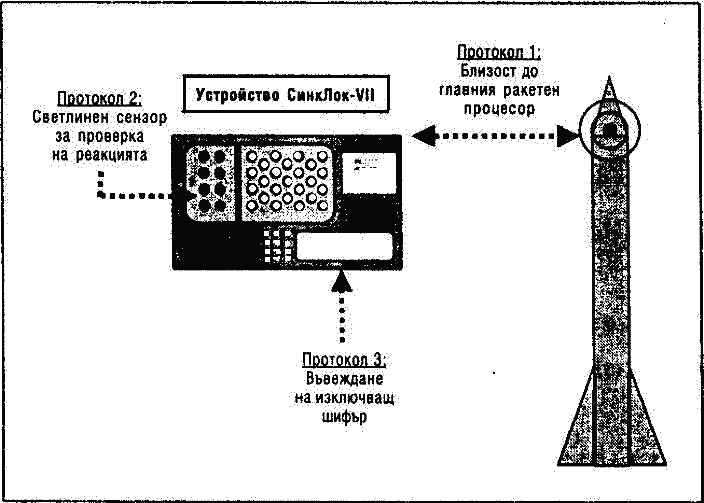 Протокол 1:
Близост до
главния ракетен
процесор
Устройство СинкЛок-VII
Протокол 2:
Светлинен сензор
за проверка
на реакцията
Протокол 3:
Въвеждане
на изключващ
шифър